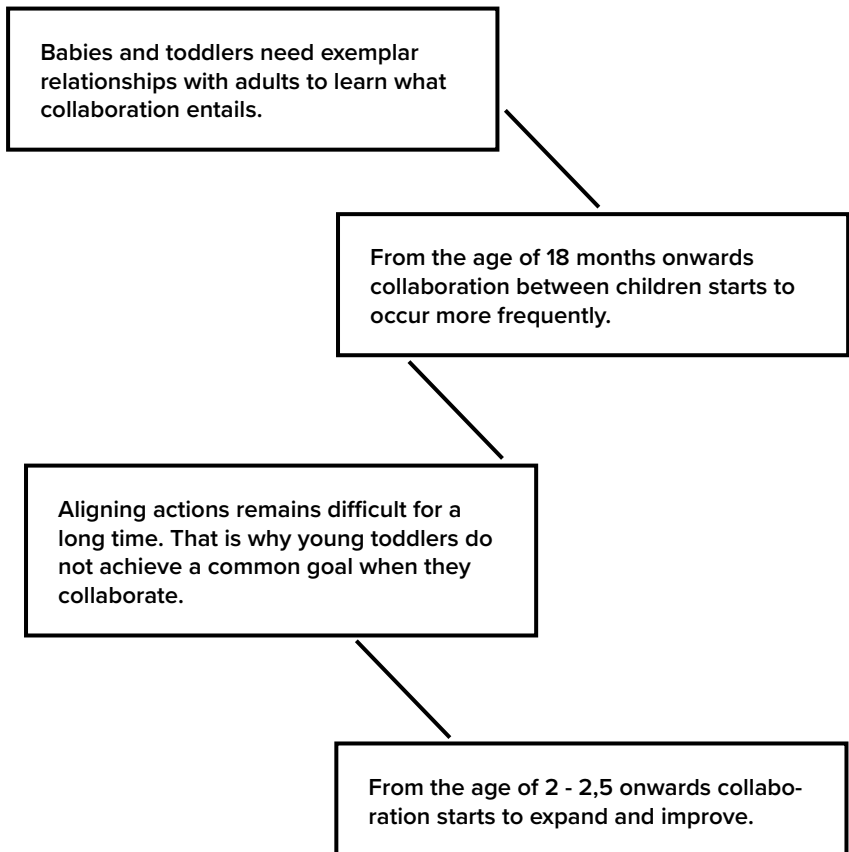 Babies and toddlers need exemplar
relationships with adults to learn what
collaboration entails.
From the age of 18 months onwards
collaboration between children starts to
occur more frequently.
Aligning actions remains difficult for a
long time. That is why young toddlers do
not achieve a common goal when they
collaborate.
From the age of 2 - 2,5 onwards collabo-
ration starts to expand and improve.